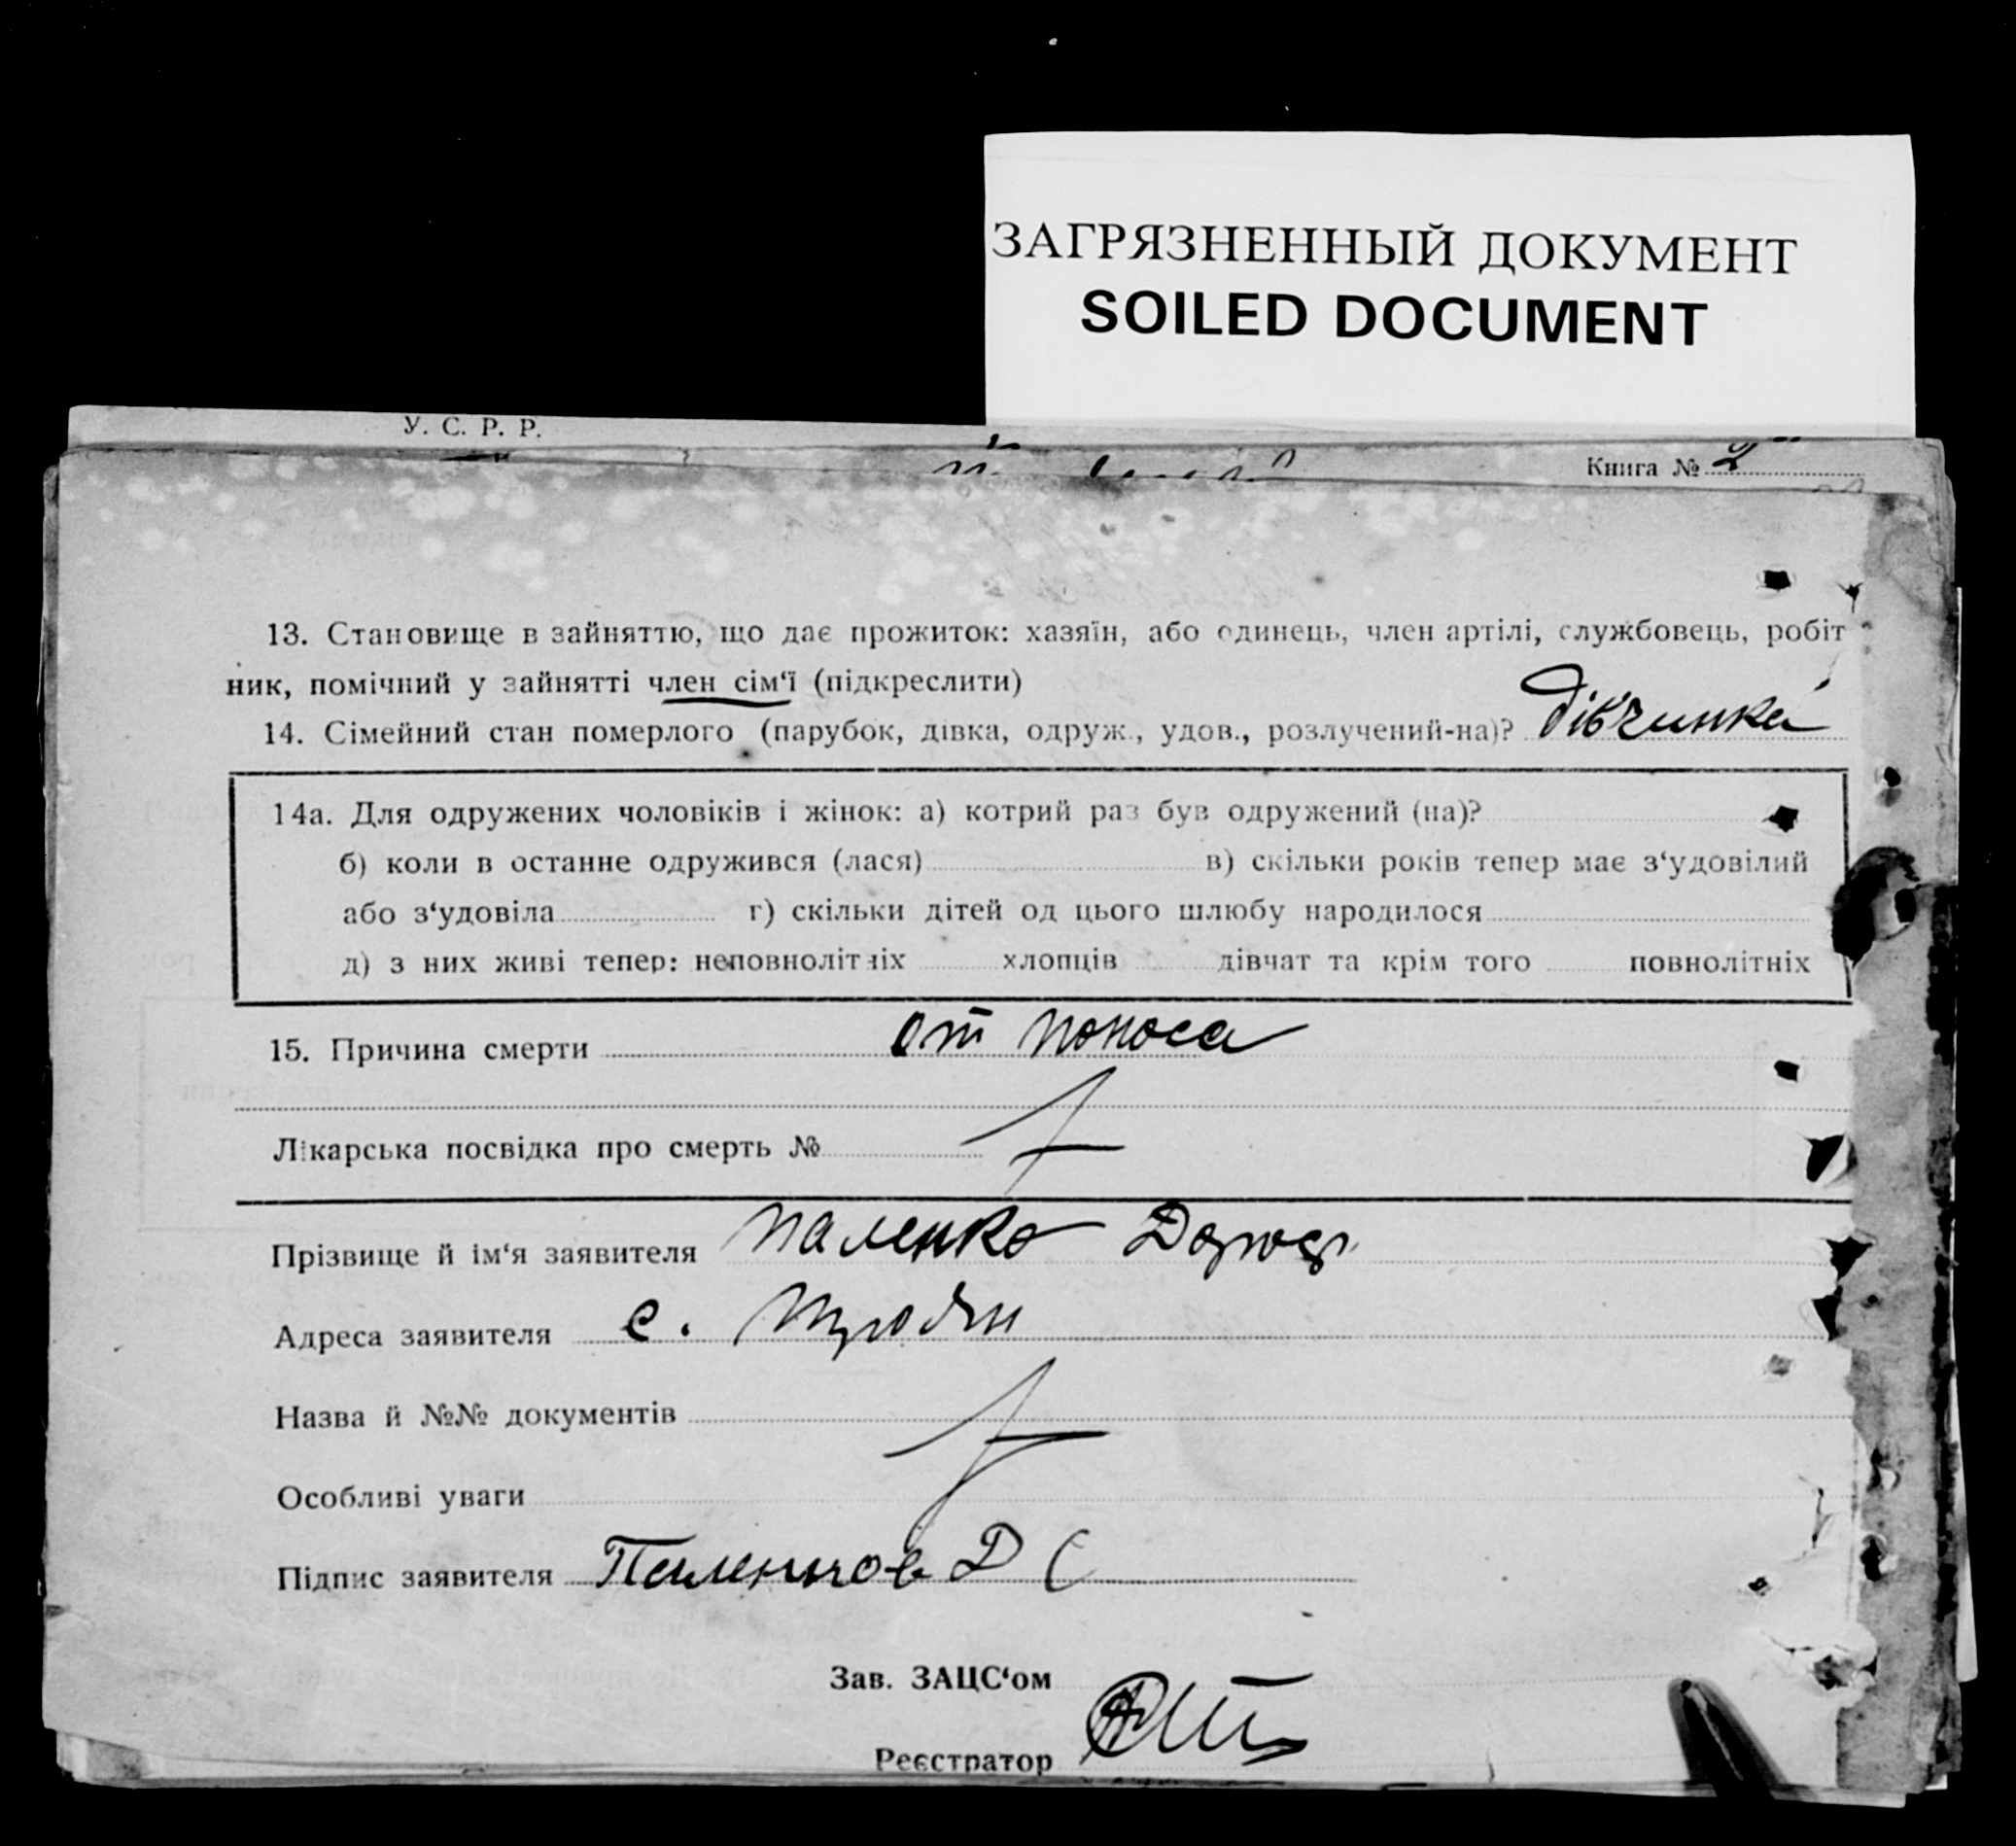 ЗАГРЯЗНЕННЫЙ ДОКУМЕНТ
SOILED DOCUMENT
У. С. Р. Р.
Книга № 2
13. Становище в зайняттю, що дає прожиток: хазяїн, або одинець, член артілі, службовець, робіт
ник, помічний у зайнятті член сім‘ї (підкреслити)
14. Сімейний стан померлого (парубок, дівка, одруж., удов., розлучений-на)? дівчинка
14а. Для одружених чоловіків і жінок: а) котрий раз був одружений (на)?
б) коли в останнє одружився (лася) в) скільки років тепер має з‘удовілий
або з‘удовіла г) скільки дітей од цього шлюбу народилося
д) з них живі тепер: неповнолітніх хлопців дівчат та крім того повнолітніх
15. Причина смерти от поноса
Лікарська посвідка про смерть №
Прізвище й ім‘я заявителя Паленко
Адреса заявителя с.
Назва й №№ документів
Особливі уваги
Підпис заявителя Д
Зав. ЗАЦС‘ом
Реєстратор